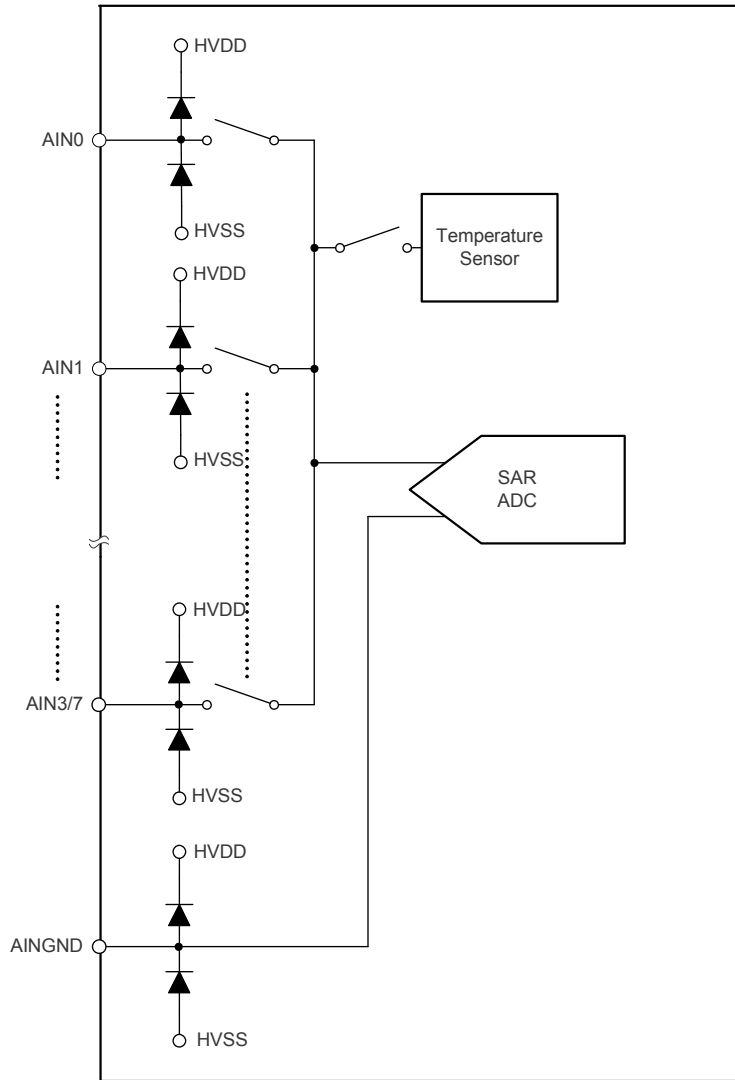 HVDD
AIN0
HVSS
Temperature
Sensor
HVDD
AIN1
HVSS
SAR
ADC
HVDD
AIN3/7
HVSS
HVDD
AINGND
HVSS